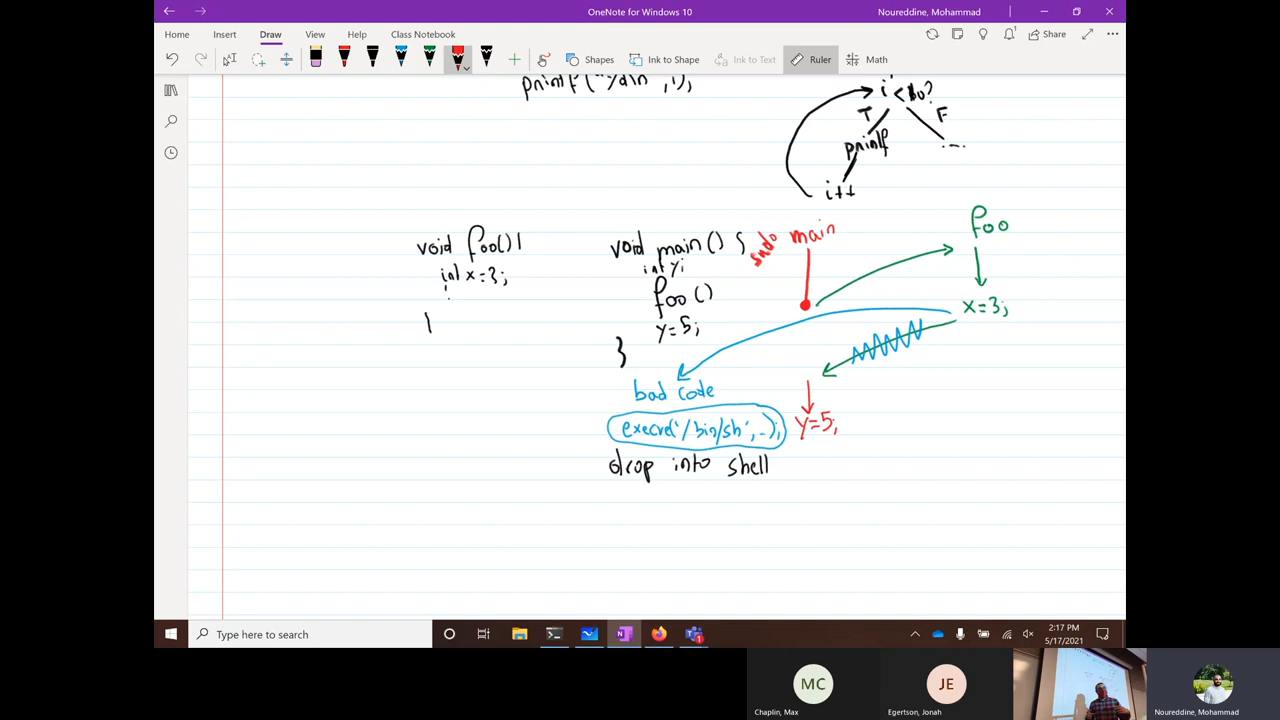 OneNote for Windows 10
Noureddine, Mohammad
Home Insert Draw View Help Class Notebook
Share
Shapes Ink to Shape Ink to Text Ruler Math
printf("%d\n", i);
i < 10?
T F
printf ...
i++
void foo() {
int x=3;
void main() {
int y;
foo()
y=5;
}
sudo main
foo
x=3;
bad code
execve('/bin/sh', ..);
y=5;
drop into shell
Type here to search
2:17 PM
5/17/2021
MC
Chaplin, Max
JE
Egertson, Jonah
Noureddine, Mohammad